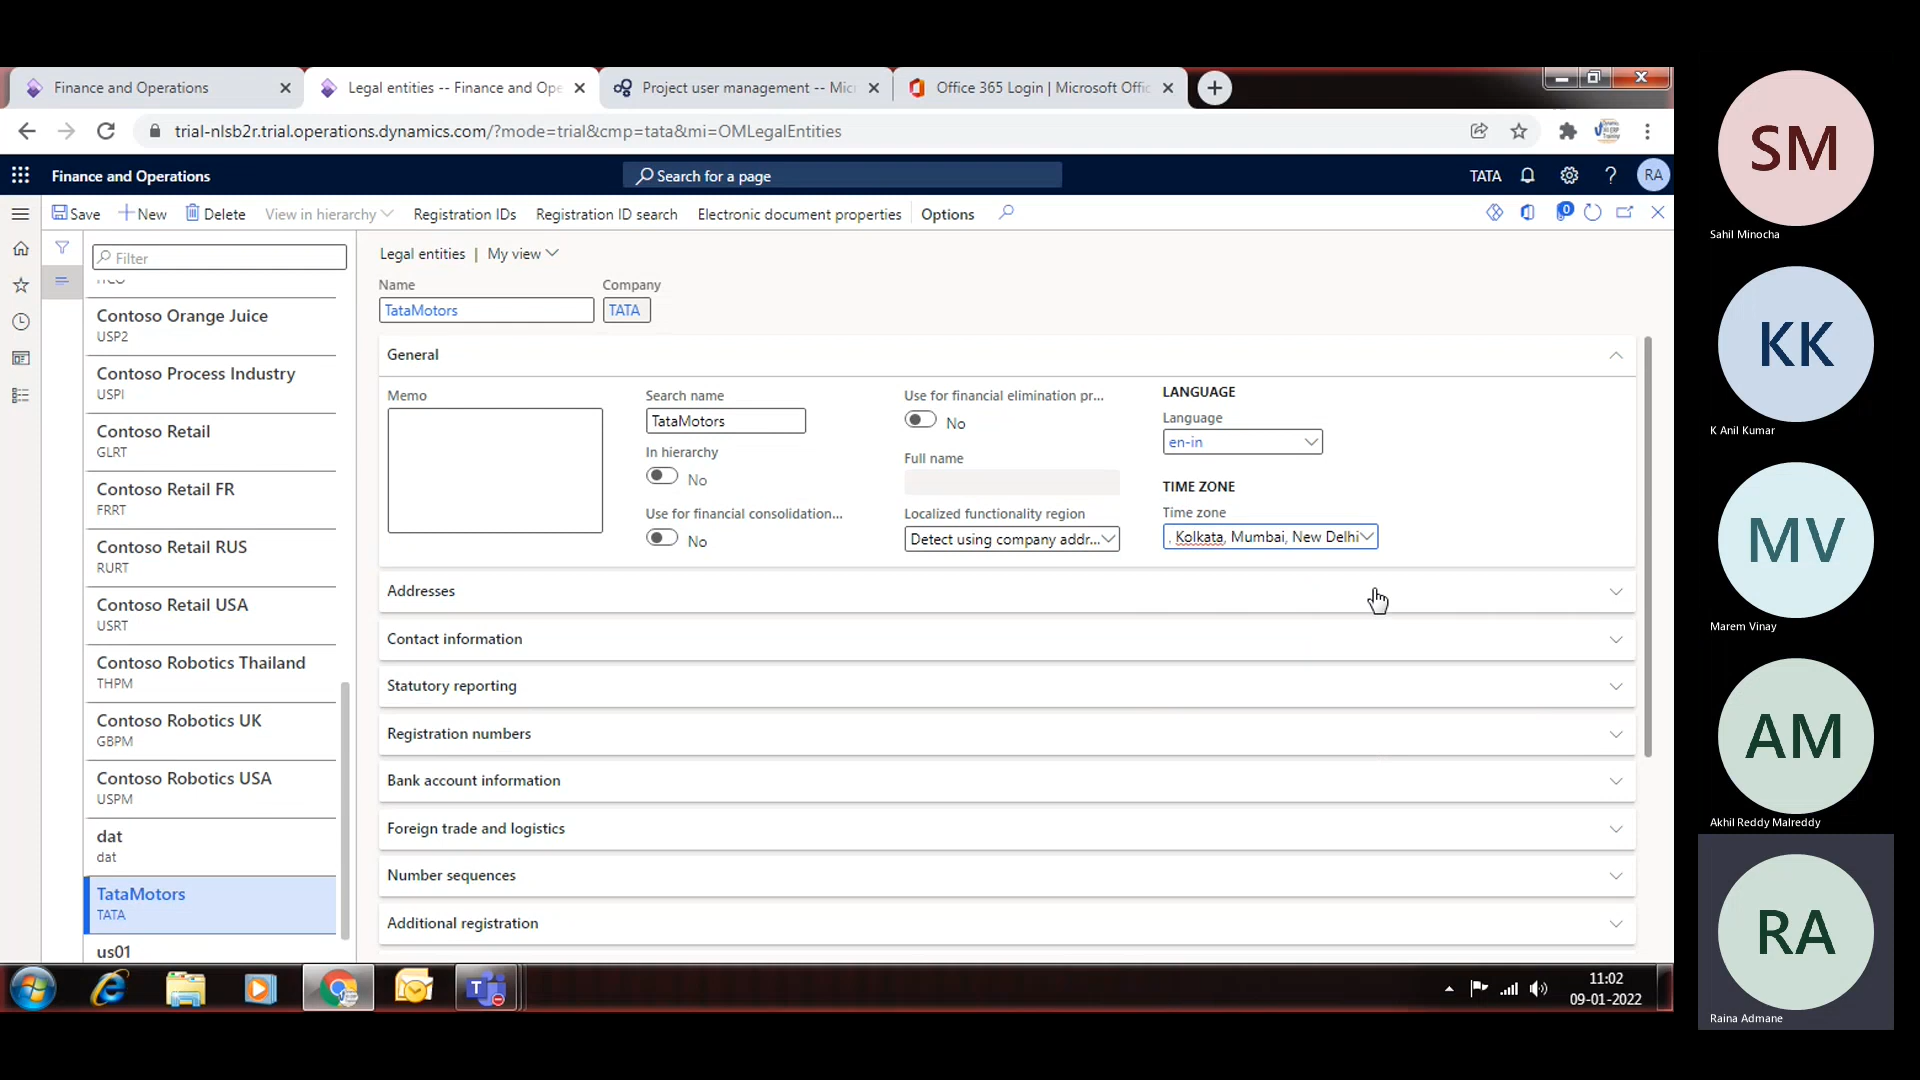 Finance and Operations
Legal entities -- Finance and Ope
Project user management -- Mic
Office 365 Login | Microsoft Offic
trial-nlsb2r.trial.operations.dynamics.com/?mode=trial&cmp=tata&mi=OMLegalEntities
Finance and Operations
Search for a page
TATA
?
RA
Save
New
Delete
View in hierarchy
Registration IDs
Registration ID search
Electronic document properties
Options
0
Filter
Contoso Orange Juice
USP2
Contoso Process Industry
USPI
Contoso Retail
GLRT
Contoso Retail FR
FRRT
Contoso Retail RUS
RURT
Contoso Retail USA
USRT
Contoso Robotics Thailand
THPM
Contoso Robotics UK
GBPM
Contoso Robotics USA
USPM
dat
dat
TataMotors
TATA
us01
Legal entities | My view
Name
TataMotors
Company
TATA
General
Memo
Search name
TataMotors
In hierarchy
No
Use for financial consolidation...
No
Use for financial elimination pr...
No
Full name
Localized functionality region
Detect using company addr...
LANGUAGE
Language
en-in
TIME ZONE
Time zone
, Kolkata, Mumbai, New Delhi
Addresses
Contact information
Statutory reporting
Registration numbers
Bank account information
Foreign trade and logistics
Number sequences
Additional registration
11:02
09-01-2022
SM
Sahil Minocha
KK
K Anil Kumar
MV
Marem Vinay
AM
Akhil Reddy Malreddy
RA
Raina Admane